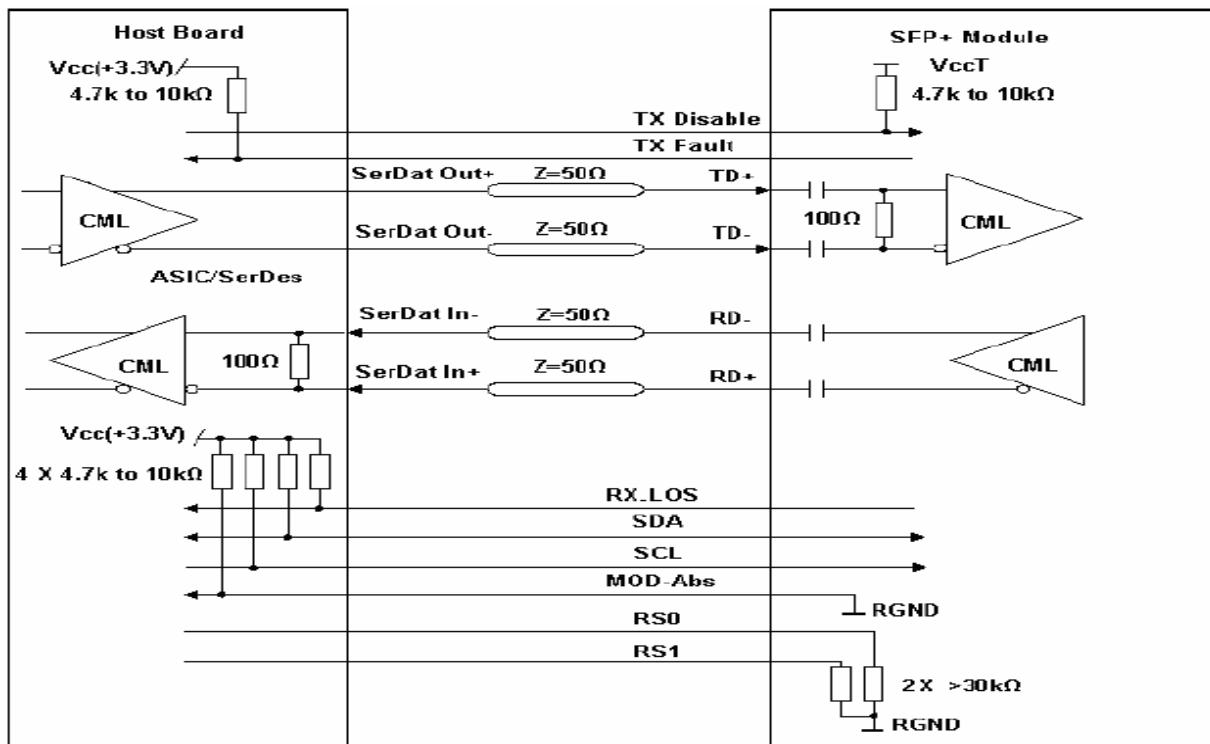 Host Board
SFP+ Module
Vcc(+3.3V)
VccT
4.7k to 10kΩ
4.7k to 10kΩ
TX Disable
TX Fault
SerDat Out+
Z=50Ω
TD+
CML
100Ω
CML
SerDat Out-
Z=50Ω
TD-
ASIC/SerDes
SerDat In-
Z=50Ω
RD-
CML
100Ω
CML
SerDat In+
Z=50Ω
RD+
Vcc(+3.3V)
4 X 4.7k to 10kΩ
RX_LOS
SDA
SCL
MOD-Abs
RGND
RS0
RS1
2X >30kΩ
RGND